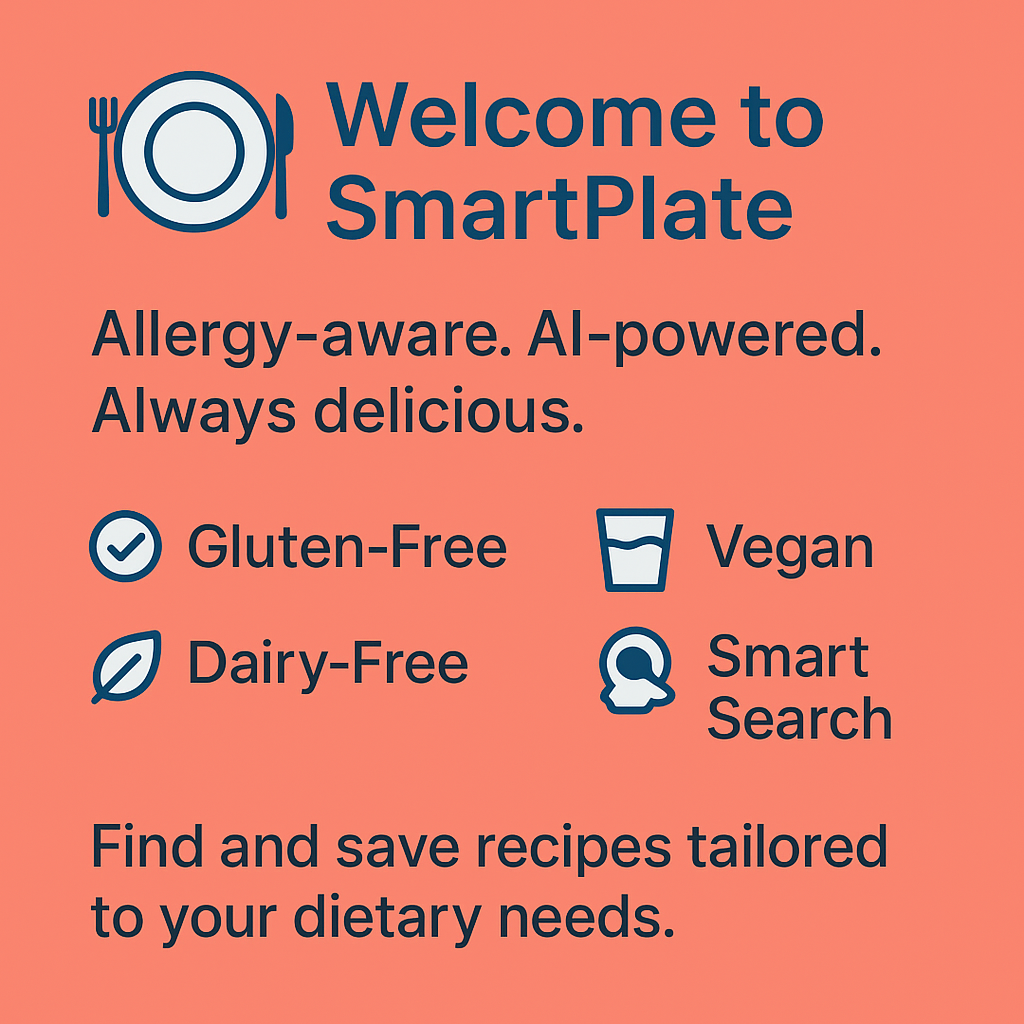 Welcome to
SmartPlate
Allergy-aware. AI-powered.
Always delicious.
Gluten-Free
Vegan
Dairy-Free
Smart
Search
Find and save recipes tailored
to your dietary needs.